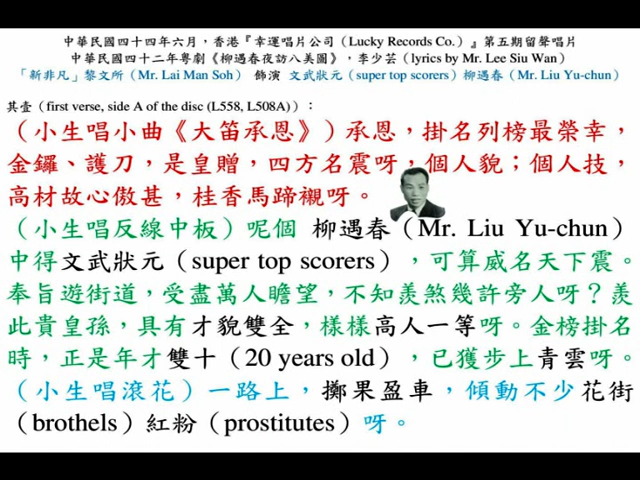 中華民國四十四年六月，香港『幸運唱片公司（Lucky Records Co.）』第五期留聲唱片
中華民國四十二年粵劇《柳遇春夜訪八美圖》，李少芸（lyrics by Mr. Lee Siu Wan）
「新非凡」黎文所（Mr. Lai Man Soh） 飾演 文武狀元（super top scorers）柳遇春（Mr. Liu Yu-chun）
其壹（first verse, side A of the disc (L558, L508A)）：
（小生唱小曲《大笛承恩》）承恩，掛名列榜最榮幸，
金鑼、護刀，是皇贈，四方名震呀，個人貌；個人技，
高材故心傲甚，桂香馬蹄襯呀。
（小生唱反線中板）呢個 柳遇春（Mr. Liu Yu-chun）
中得文武狀元（super top scorers），可算威名天下震。
奉旨遊街道，受盡萬人瞻望，不知羨煞幾許旁人呀？羨
此貴皇孫，具有才貌雙全，樣樣高人一等呀。金榜掛名
時，正是年才雙十（20 years old），已獲步上青雲呀。
（小生唱滾花）一路上，擲果盈車，傾動不少花街
（brothels）紅粉（prostitutes）呀。